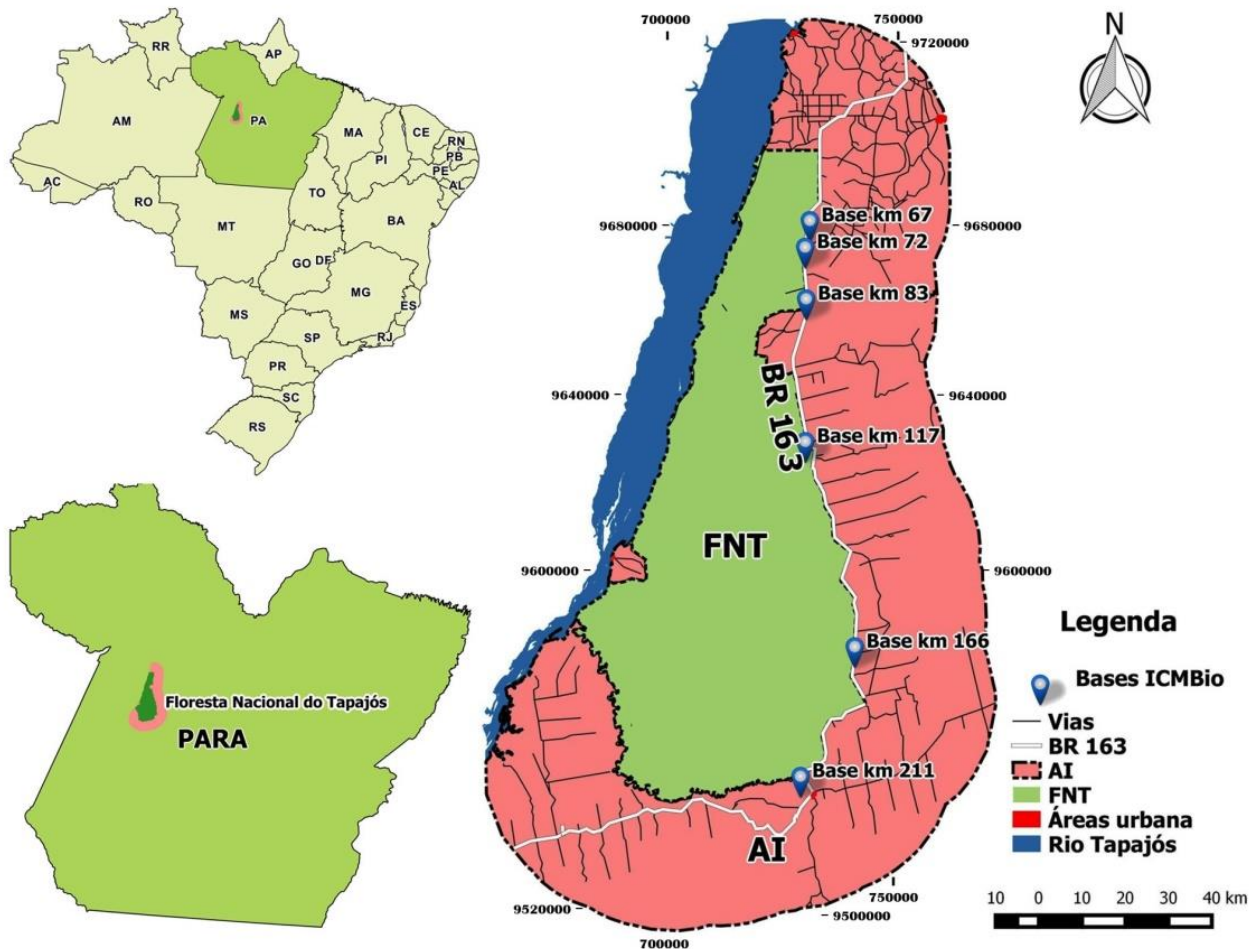 RR
AP
AM
PA
MA
CE
RN
PB
PE
AL
PI
AC
RO
TO
BA
MT
GO
DF
MG
ES
MS
SP
RJ
PR
SC
RS
Floresta Nacional do Tapajós
PARA
700000
750000
9720000
N
Base km 67
9680000
9680000
Base km 72
Base km 83
9640000
9640000
BR 163
Base km 117
FNT
9600000
9600000
Base km 166
Base km 211
AI
9520000
9500000
750000
700000
Legenda
Bases ICMBio
Vias
BR 163
AI
FNT
Áreas urbana
Rio Tapajós
10 0 10 20 30 40 km